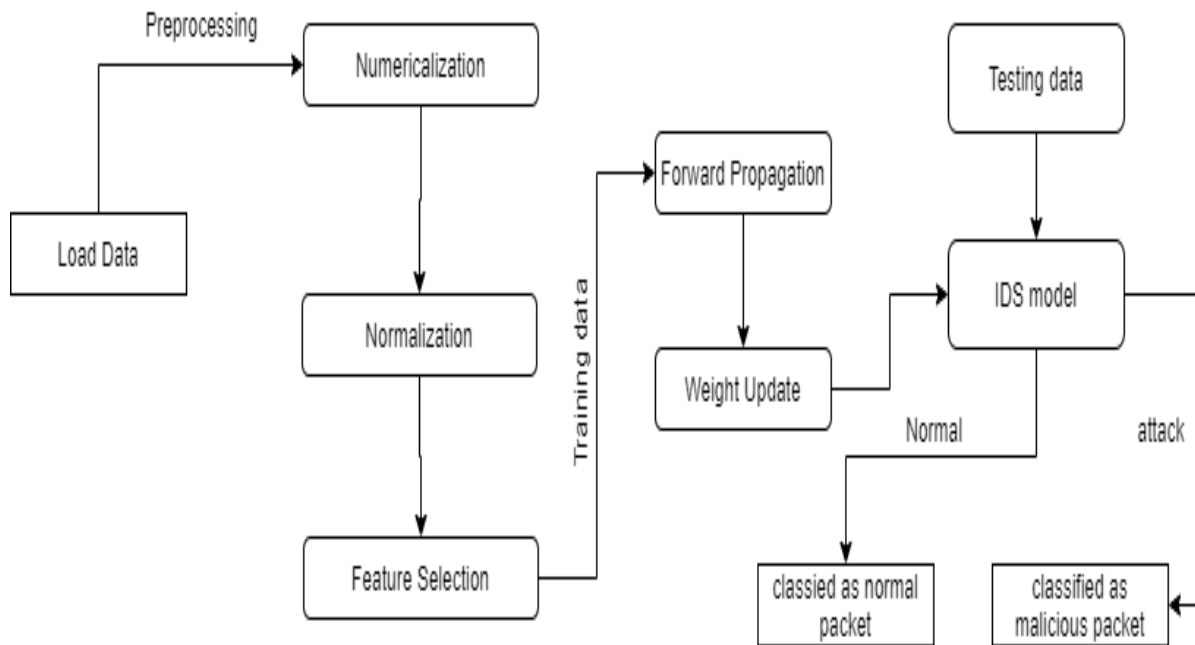 Preprocessing
Numericalization
Load Data
Normalization
Feature Selection
Training data
Forward Propagation
Weight Update
Testing data
IDS model
Normal
attack
classied as normal
packet
classified as
malicious packet